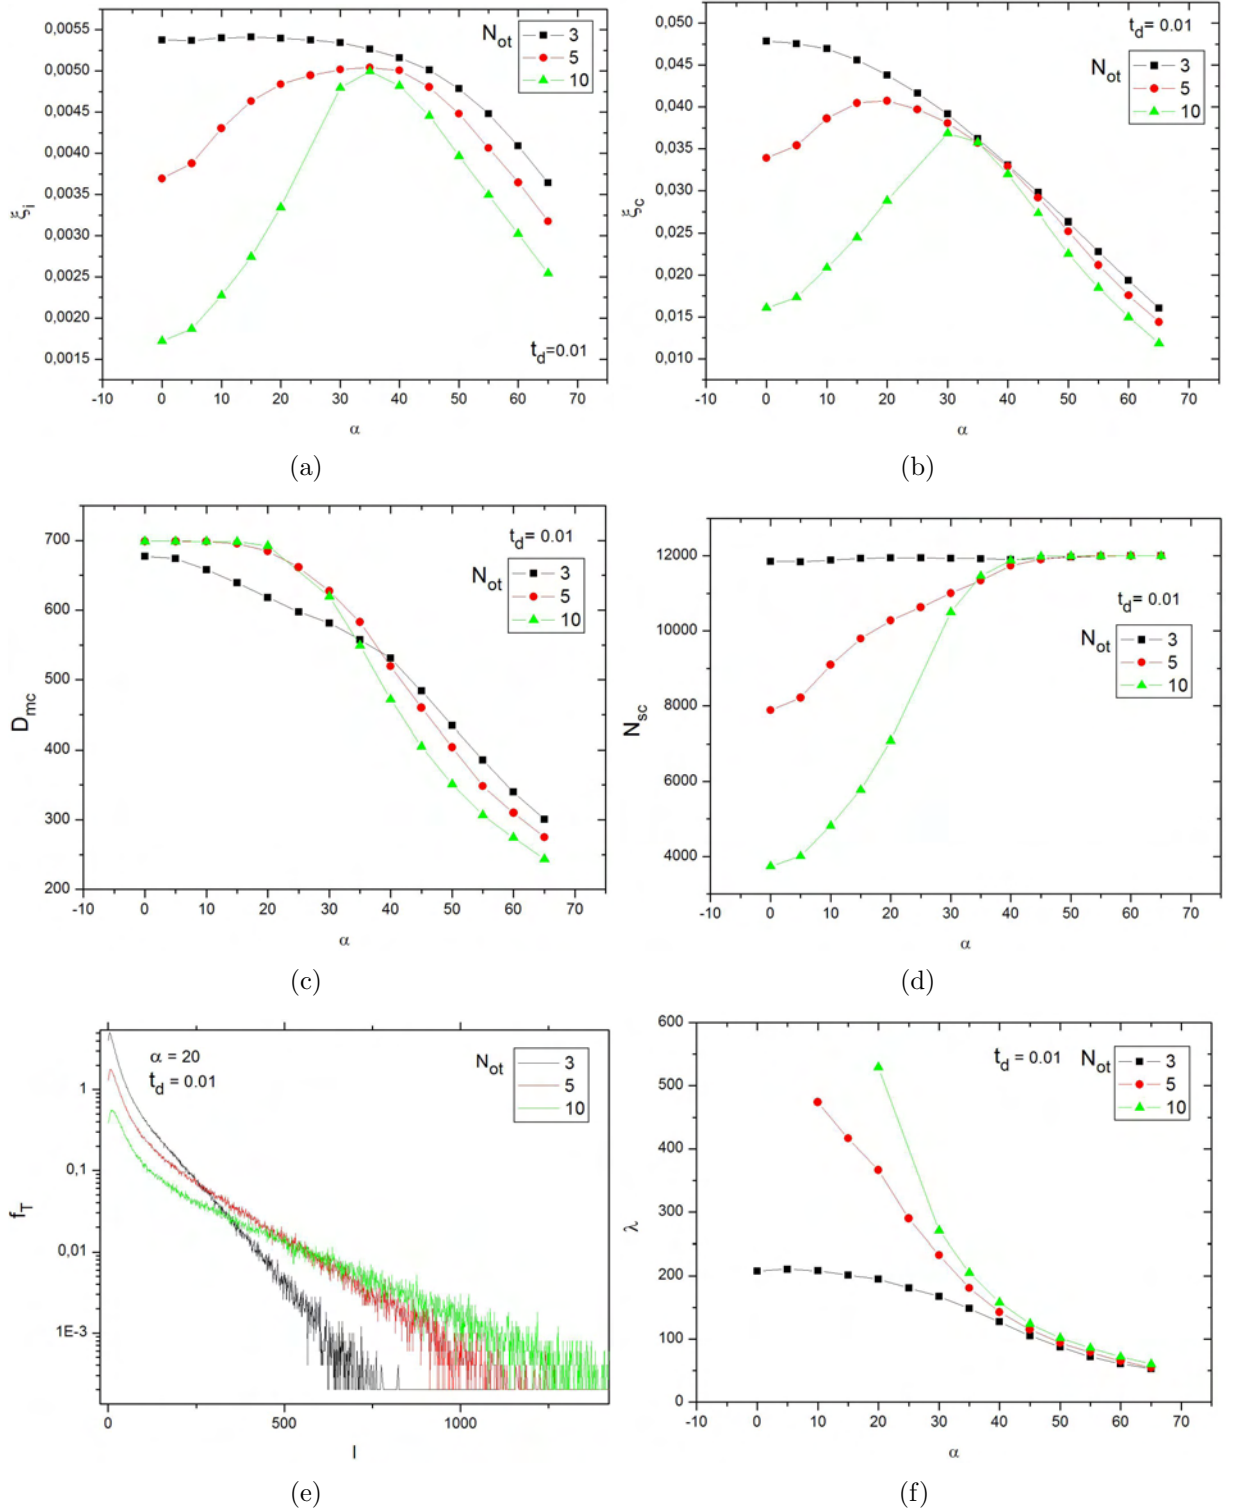 0,0055
0,0050
0,0045
0,0040
0,0035
0,0030
0,0025
0,0020
0,0015
ξi
Not
3
5
10
td=0.01
-10 0 10 20 30 40 50 60 70
α
(a)
0,050
0,045
0,040
0,035
0,030
0,025
0,020
0,015
0,010
ξc
td= 0.01
Not
3
5
10
-10 0 10 20 30 40 50 60 70
α
(b)
700
600
500
400
300
200
Dmc
td= 0.01
Not
3
5
10
-10 0 10 20 30 40 50 60 70
α
(c)
12000
10000
8000
6000
4000
Nsc
td= 0.01
Not
3
5
10
-10 0 10 20 30 40 50 60 70
α
(d)
1
0,1
0,01
1E-3
fT
α = 20
td = 0.01
Not
3
5
10
0 500 1000
l
(e)
600
500
400
300
200
100
0
λ
td= 0.01
Not
3
5
10
-10 0 10 20 30 40 50 60 70
α
(f)